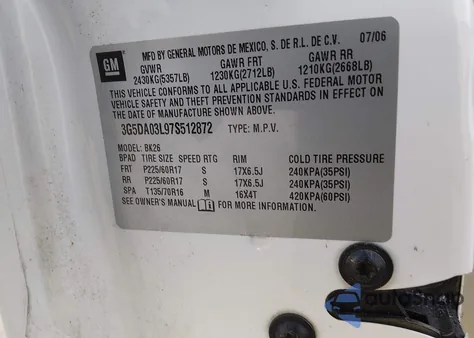 GM
MFD BY GENERAL MOTORS DE MEXICO, S. DE R.L. DE C.V. 07/06
GVWR GAWR FRT GAWR RR
2430KG(5357LB) 1230KG(2712LB) 1210KG(2668LB)
THIS VEHICLE CONFORMS TO ALL APPLICABLE U.S. FEDERAL MOTOR
VEHICLE SAFETY AND THEFT PREVENTION STANDARDS IN EFFECT ON
THE DATE OF MANUFACTURE SHOWN ABOVE.
3G5DA03L97S512872 TYPE: M.P.V.
MODEL: BK26
BPAD TIRE SIZE SPEED RTG RIM COLD TIRE PRESSURE
FRT P225/60R17 S 17X6.5J 240KPA(35PSI)
RR P225/60R17 S 17X6.5J 240KPA(35PSI)
SPA T135/70R16 M 16X4T 420KPA(60PSI)
SEE OWNER'S MANUAL FOR MORE INFORMATION.
autoSnap